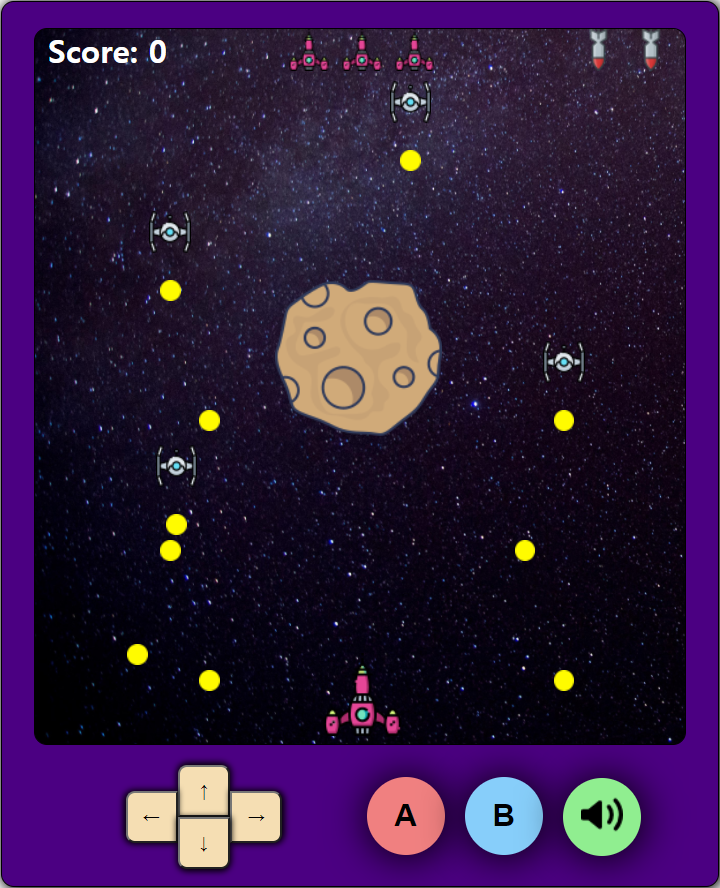 Score: 0
↑
← →
↓
A B